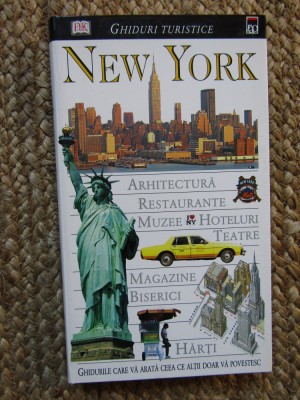 DK
GHIDURI TURISTICE
NEW YORK
ARHITECTURĂ
RESTAURANTE
MUZEE I NY HOTELURI
TEATRE
MAGAZINE
BISERICI
HĂRȚI
GHIDURILE CARE VĂ ARATĂ CEEA CE ALȚII DOAR VĂ POVESTESC